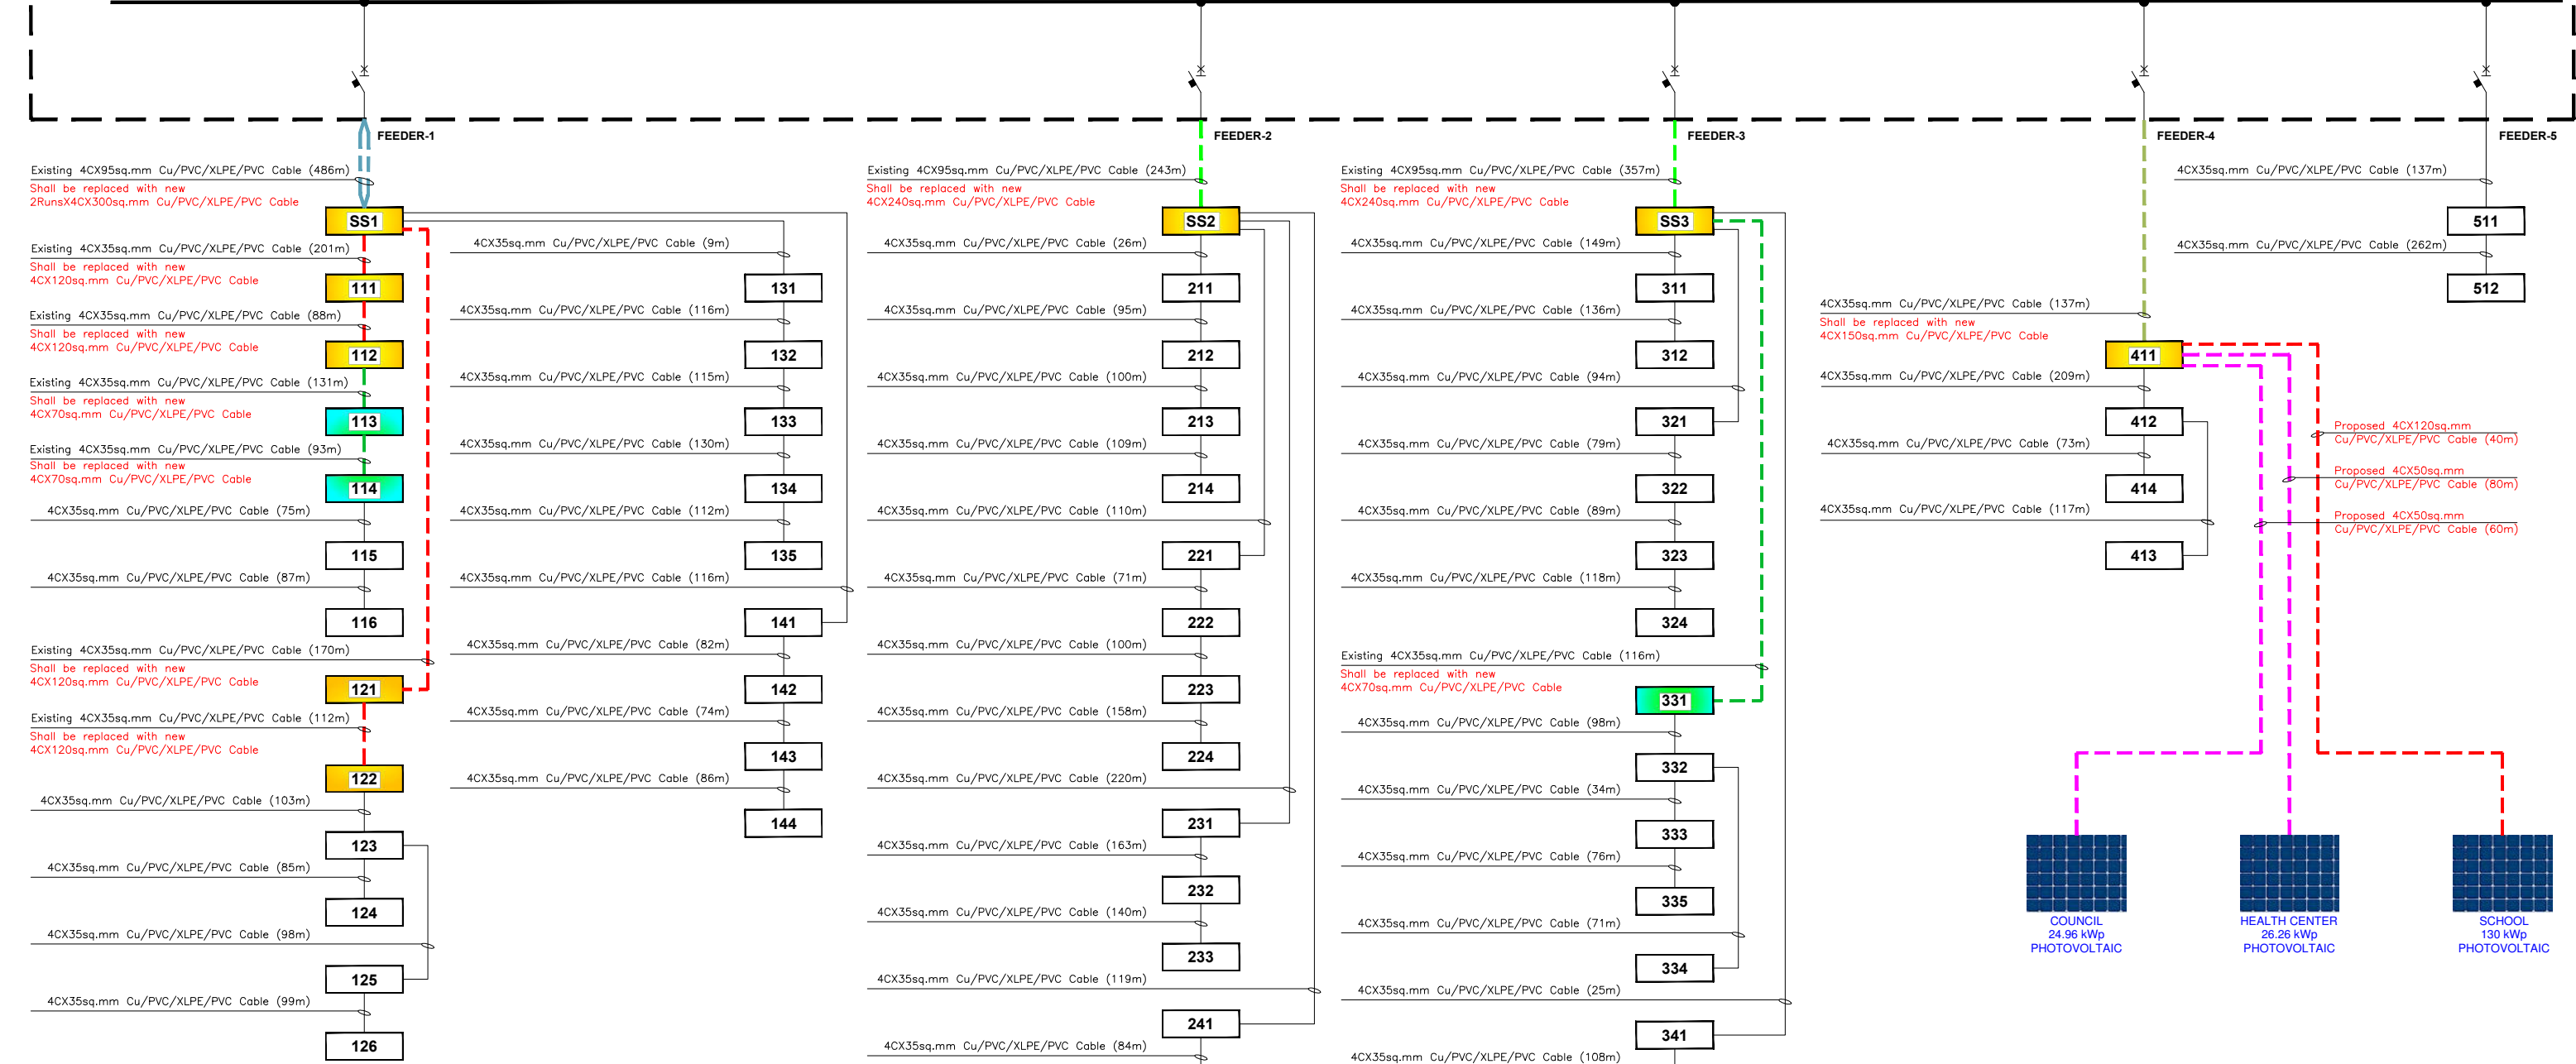 FEEDER-1
Existing 4CX95sq.mm Cu/PVC/XLPE/PVC Cable (486m)
Shall be replaced with new
2RunsX4CX300sq.mm Cu/PVC/XLPE/PVC Cable
SS1
Existing 4CX35sq.mm Cu/PVC/XLPE/PVC Cable (201m)
Shall be replaced with new
4CX120sq.mm Cu/PVC/XLPE/PVC Cable
111
Existing 4CX35sq.mm Cu/PVC/XLPE/PVC Cable (88m)
Shall be replaced with new
4CX120sq.mm Cu/PVC/XLPE/PVC Cable
112
Existing 4CX35sq.mm Cu/PVC/XLPE/PVC Cable (131m)
Shall be replaced with new
4CX70sq.mm Cu/PVC/XLPE/PVC Cable
113
Existing 4CX35sq.mm Cu/PVC/XLPE/PVC Cable (93m)
Shall be replaced with new
4CX70sq.mm Cu/PVC/XLPE/PVC Cable
114
4CX35sq.mm Cu/PVC/XLPE/PVC Cable (75m)
115
4CX35sq.mm Cu/PVC/XLPE/PVC Cable (87m)
116
Existing 4CX35sq.mm Cu/PVC/XLPE/PVC Cable (170m)
Shall be replaced with new
4CX120sq.mm Cu/PVC/XLPE/PVC Cable
121
Existing 4CX35sq.mm Cu/PVC/XLPE/PVC Cable (112m)
Shall be replaced with new
4CX120sq.mm Cu/PVC/XLPE/PVC Cable
122
4CX35sq.mm Cu/PVC/XLPE/PVC Cable (103m)
123
4CX35sq.mm Cu/PVC/XLPE/PVC Cable (85m)
124
4CX35sq.mm Cu/PVC/XLPE/PVC Cable (98m)
125
4CX35sq.mm Cu/PVC/XLPE/PVC Cable (99m)
126
4CX35sq.mm Cu/PVC/XLPE/PVC Cable (9m)
131
4CX35sq.mm Cu/PVC/XLPE/PVC Cable (116m)
132
4CX35sq.mm Cu/PVC/XLPE/PVC Cable (115m)
133
4CX35sq.mm Cu/PVC/XLPE/PVC Cable (130m)
134
4CX35sq.mm Cu/PVC/XLPE/PVC Cable (112m)
135
4CX35sq.mm Cu/PVC/XLPE/PVC Cable (116m)
141
4CX35sq.mm Cu/PVC/XLPE/PVC Cable (82m)
142
4CX35sq.mm Cu/PVC/XLPE/PVC Cable (74m)
143
4CX35sq.mm Cu/PVC/XLPE/PVC Cable (86m)
144
FEEDER-2
Existing 4CX95sq.mm Cu/PVC/XLPE/PVC Cable (243m)
Shall be replaced with new
4CX240sq.mm Cu/PVC/XLPE/PVC Cable
SS2
4CX35sq.mm Cu/PVC/XLPE/PVC Cable (26m)
211
4CX35sq.mm Cu/PVC/XLPE/PVC Cable (95m)
212
4CX35sq.mm Cu/PVC/XLPE/PVC Cable (100m)
213
4CX35sq.mm Cu/PVC/XLPE/PVC Cable (109m)
214
4CX35sq.mm Cu/PVC/XLPE/PVC Cable (110m)
221
4CX35sq.mm Cu/PVC/XLPE/PVC Cable (71m)
222
4CX35sq.mm Cu/PVC/XLPE/PVC Cable (100m)
223
4CX35sq.mm Cu/PVC/XLPE/PVC Cable (158m)
224
4CX35sq.mm Cu/PVC/XLPE/PVC Cable (220m)
231
4CX35sq.mm Cu/PVC/XLPE/PVC Cable (163m)
232
4CX35sq.mm Cu/PVC/XLPE/PVC Cable (140m)
233
4CX35sq.mm Cu/PVC/XLPE/PVC Cable (119m)
241
4CX35sq.mm Cu/PVC/XLPE/PVC Cable (84m)
FEEDER-3
Existing 4CX95sq.mm Cu/PVC/XLPE/PVC Cable (357m)
Shall be replaced with new
4CX240sq.mm Cu/PVC/XLPE/PVC Cable
SS3
4CX35sq.mm Cu/PVC/XLPE/PVC Cable (149m)
311
4CX35sq.mm Cu/PVC/XLPE/PVC Cable (136m)
312
4CX35sq.mm Cu/PVC/XLPE/PVC Cable (94m)
321
4CX35sq.mm Cu/PVC/XLPE/PVC Cable (79m)
322
4CX35sq.mm Cu/PVC/XLPE/PVC Cable (89m)
323
4CX35sq.mm Cu/PVC/XLPE/PVC Cable (118m)
324
Existing 4CX35sq.mm Cu/PVC/XLPE/PVC Cable (116m)
Shall be replaced with new
4CX70sq.mm Cu/PVC/XLPE/PVC Cable
331
4CX35sq.mm Cu/PVC/XLPE/PVC Cable (98m)
332
4CX35sq.mm Cu/PVC/XLPE/PVC Cable (34m)
333
4CX35sq.mm Cu/PVC/XLPE/PVC Cable (76m)
335
4CX35sq.mm Cu/PVC/XLPE/PVC Cable (71m)
334
4CX35sq.mm Cu/PVC/XLPE/PVC Cable (25m)
341
4CX35sq.mm Cu/PVC/XLPE/PVC Cable (108m)
FEEDER-4
4CX35sq.mm Cu/PVC/XLPE/PVC Cable (137m)
Shall be replaced with new
4CX150sq.mm Cu/PVC/XLPE/PVC Cable
411
4CX35sq.mm Cu/PVC/XLPE/PVC Cable (209m)
412
4CX35sq.mm Cu/PVC/XLPE/PVC Cable (73m)
414
4CX35sq.mm Cu/PVC/XLPE/PVC Cable (117m)
413
FEEDER-5
4CX35sq.mm Cu/PVC/XLPE/PVC Cable (137m)
511
4CX35sq.mm Cu/PVC/XLPE/PVC Cable (262m)
512
Proposed 4CX120sq.mm
Cu/PVC/XLPE/PVC Cable (40m)
Proposed 4CX50sq.mm
Cu/PVC/XLPE/PVC Cable (80m)
Proposed 4CX50sq.mm
Cu/PVC/XLPE/PVC Cable (60m)
COUNCIL
24.96 kWp
PHOTOVOLTAIC
HEALTH CENTER
26.26 kWp
PHOTOVOLTAIC
SCHOOL
130 kWp
PHOTOVOLTAIC